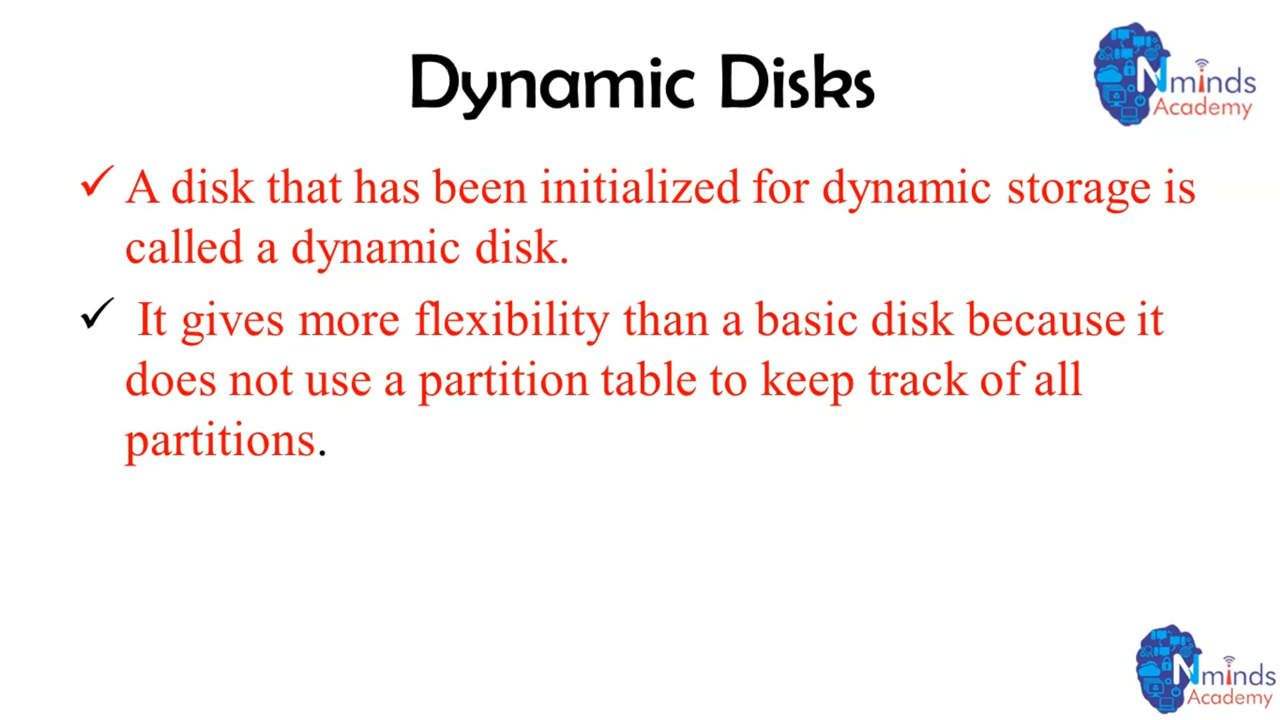 Dynamic Disks
Nminds
Academy
✓ A disk that has been initialized for dynamic storage is
called a dynamic disk.
✓ It gives more flexibility than a basic disk because it
does not use a partition table to keep track of all
partitions.
Nminds
Academy